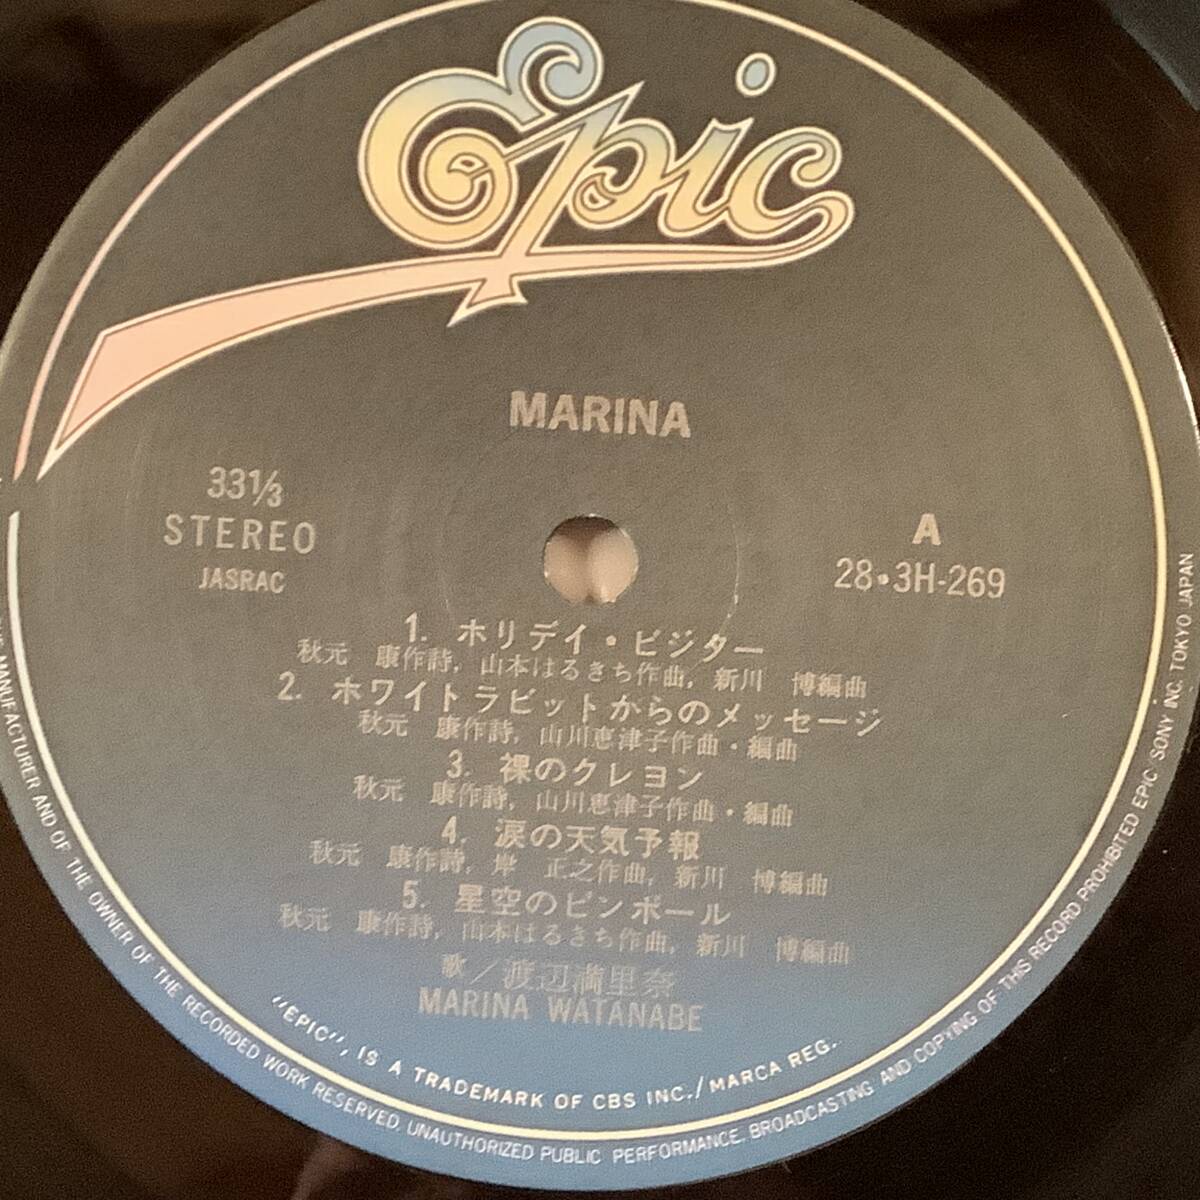 Epic
MARINA
33⅓
STEREO
JASRAC
A
28・3H-269
1. ホリデイ・ビジター
秋元 康作詩, 山本はるきち作曲, 新川 博編曲
2. ホワイトラビットからのメッセージ
秋元 康作詩, 山川恵津子作曲・編曲
3. 裸のクレヨン
秋元 康作詩, 山川恵津子作曲・編曲
4. 涙の天気予報
秋元 康作詩, 岸 正之作曲, 新川 博編曲
5. 星空のピンボール
秋元 康作詩, 山本はるきち作曲, 新川 博編曲
歌／渡辺満里奈
MARINA WATANABE
"EPIC", IS A TRADEMARK OF CBS INC./MARCA REG.
MANUFACTURER AND OF THE OWNER OF THE RECORDED WORK RESERVED. UNAUTHORIZED PUBLIC PERFORMANCE. BROADCASTING AND COPYING OF THIS RECORD PROHIBITED EPIC SONY INC. TOKYO JAPAN